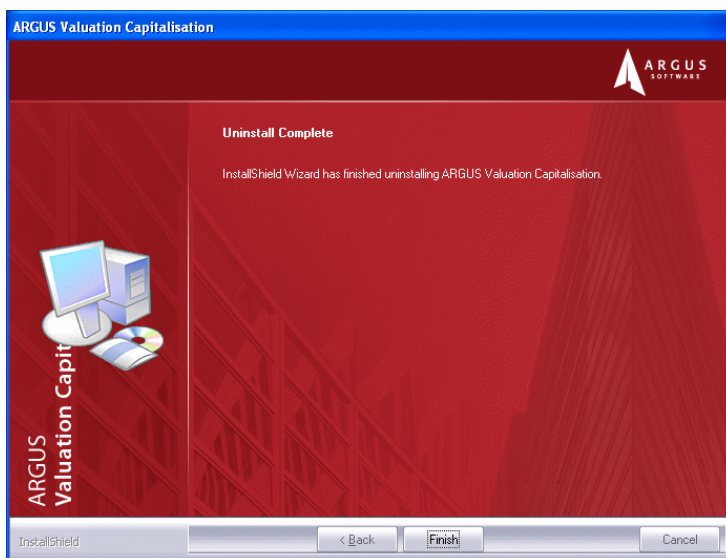 ARGUS Valuation Capitalisation
ARGUS
SOFTWARE
Uninstall Complete
InstallShield Wizard has finished uninstalling ARGUS Valuation Capitalisation.
ARGUS
Valuation Capit
InstallShield
< Back
Finish
Cancel